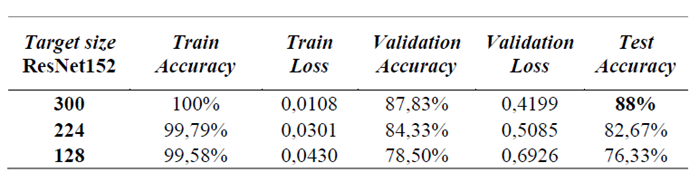 Target size Train Train Validation Validation Test
ResNet152 Accuracy Loss Accuracy Loss Accuracy
300 100% 0,0108 87,83% 0,4199 88%
224 99,79% 0,0301 84,33% 0,5085 82,67%
128 99,58% 0,0430 78,50% 0,6926 76,33%